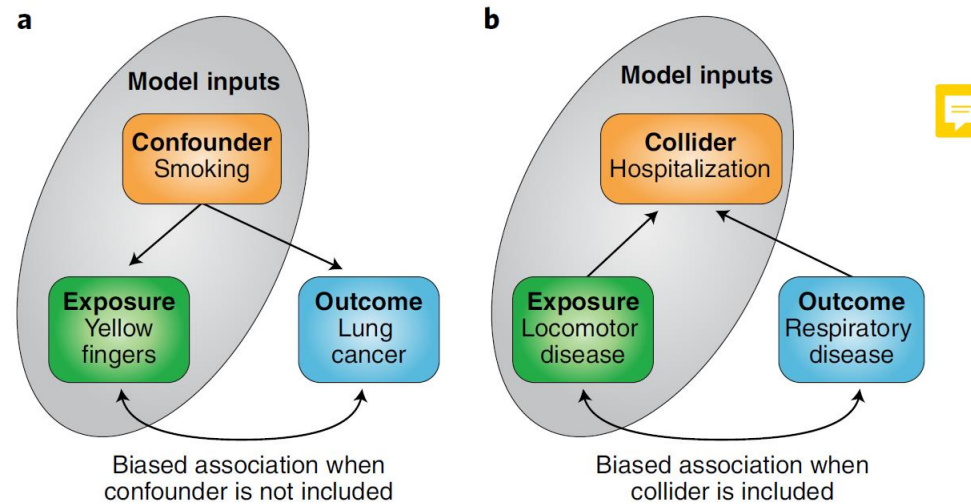 a
Model inputs
Confounder
Smoking
Exposure
Yellow
fingers
Outcome
Lung
cancer
Biased association when
confounder is not included
b
Model inputs
Collider
Hospitalization
Exposure
Locomotor
disease
Outcome
Respiratory
disease
Biased association when
collider is included